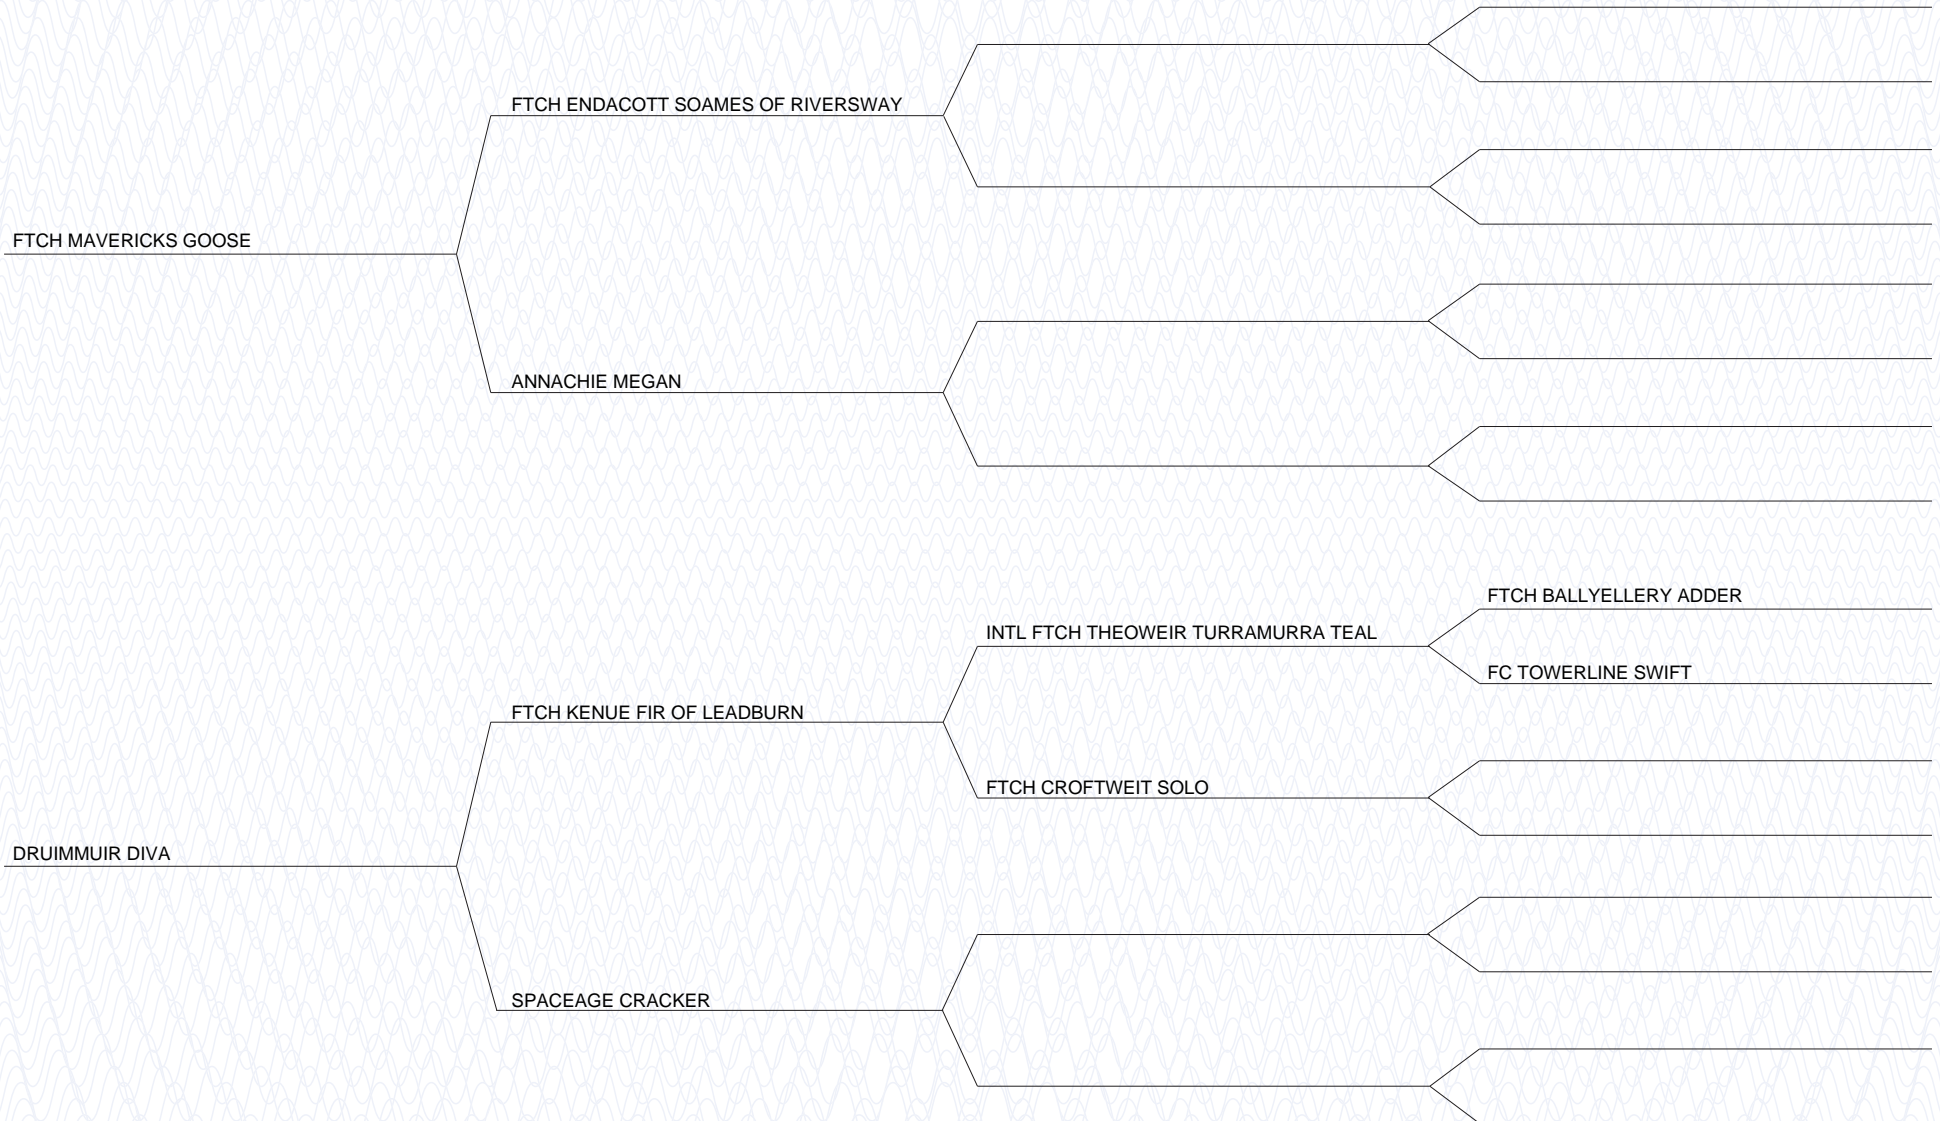 FTCH ENDACOTT SOAMES OF RIVERSWAY
FTCH MAVERICKS GOOSE
ANNACHIE MEGAN
FTCH BALLYELLERY ADDER
INTL FTCH THEOWEIR TURRAMURRA TEAL
FC TOWERLINE SWIFT
FTCH KENUE FIR OF LEADBURN
FTCH CROFTWEIT SOLO
DRUIMMUIR DIVA
SPACEAGE CRACKER